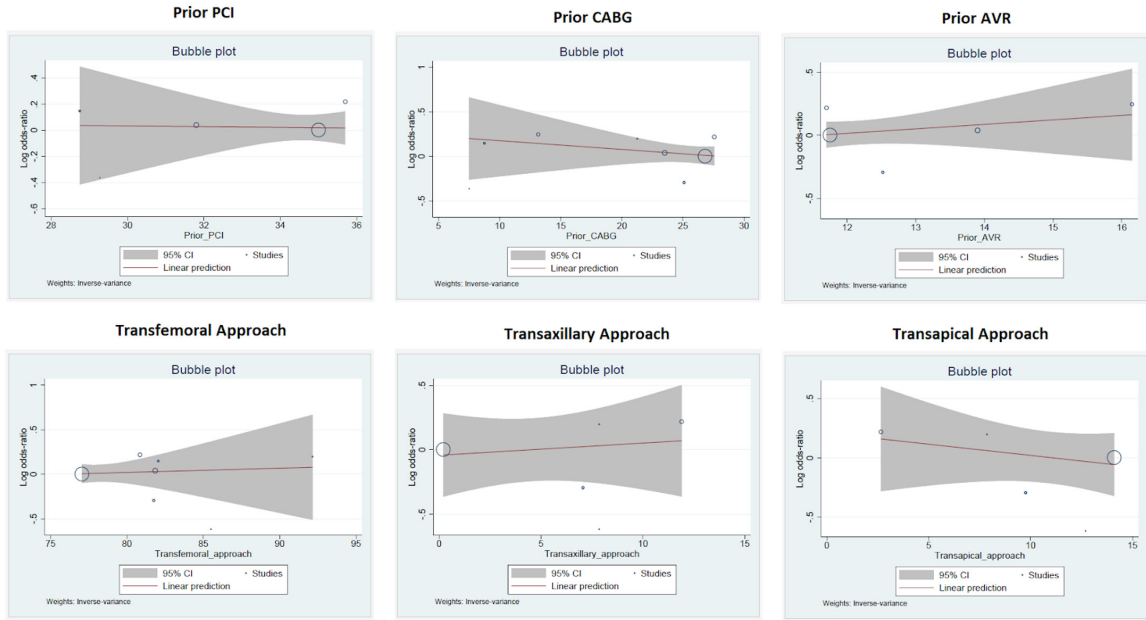 Prior PCI
Bubble plot
Log odds-ratio
.4
.2
0
-.2
-.4
-.6
28 30 32 34 36
Prior_PCI
95% CI • Studies
Linear prediction
Weights: Inverse-variance
Prior CABG
Bubble plot
Log odds-ratio
1
.5
0
-.5
5 10 15 20 25 30
Prior_CABG
95% CI • Studies
Linear prediction
Weights: Inverse-variance
Prior AVR
Bubble plot
Log odds-ratio
.5
0
-.5
12 13 14 15 16
Prior_AVR
95% CI • Studies
Linear prediction
Weights: Inverse-variance
Transfemoral Approach
Bubble plot
Log odds-ratio
1
.5
0
-.5
75 80 85 90 95
Transfemoral_approach
95% CI • Studies
Linear prediction
Weights: Inverse-variance
Transaxillary Approach
Bubble plot
Log odds-ratio
.5
0
-.5
0 5 10 15
Transaxillary_approach
95% CI • Studies
Linear prediction
Weights: Inverse-variance
Transapical Approach
Bubble plot
Log odds-ratio
.5
0
-.5
0 5 10 15
Transapical_approach
95% CI • Studies
Linear prediction
Weights: Inverse-variance